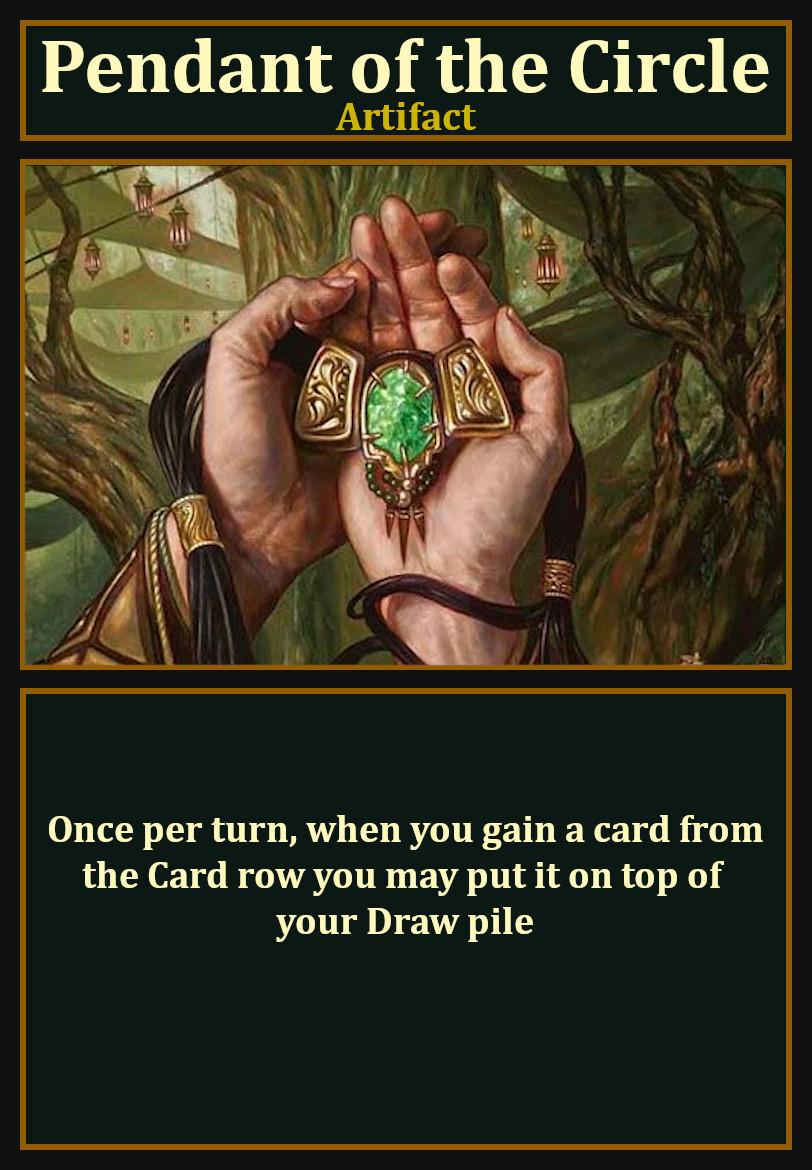 Pendant of the Circle
Artifact
Once per turn, when you gain a card from
the Card row you may put it on top of
your Draw pile